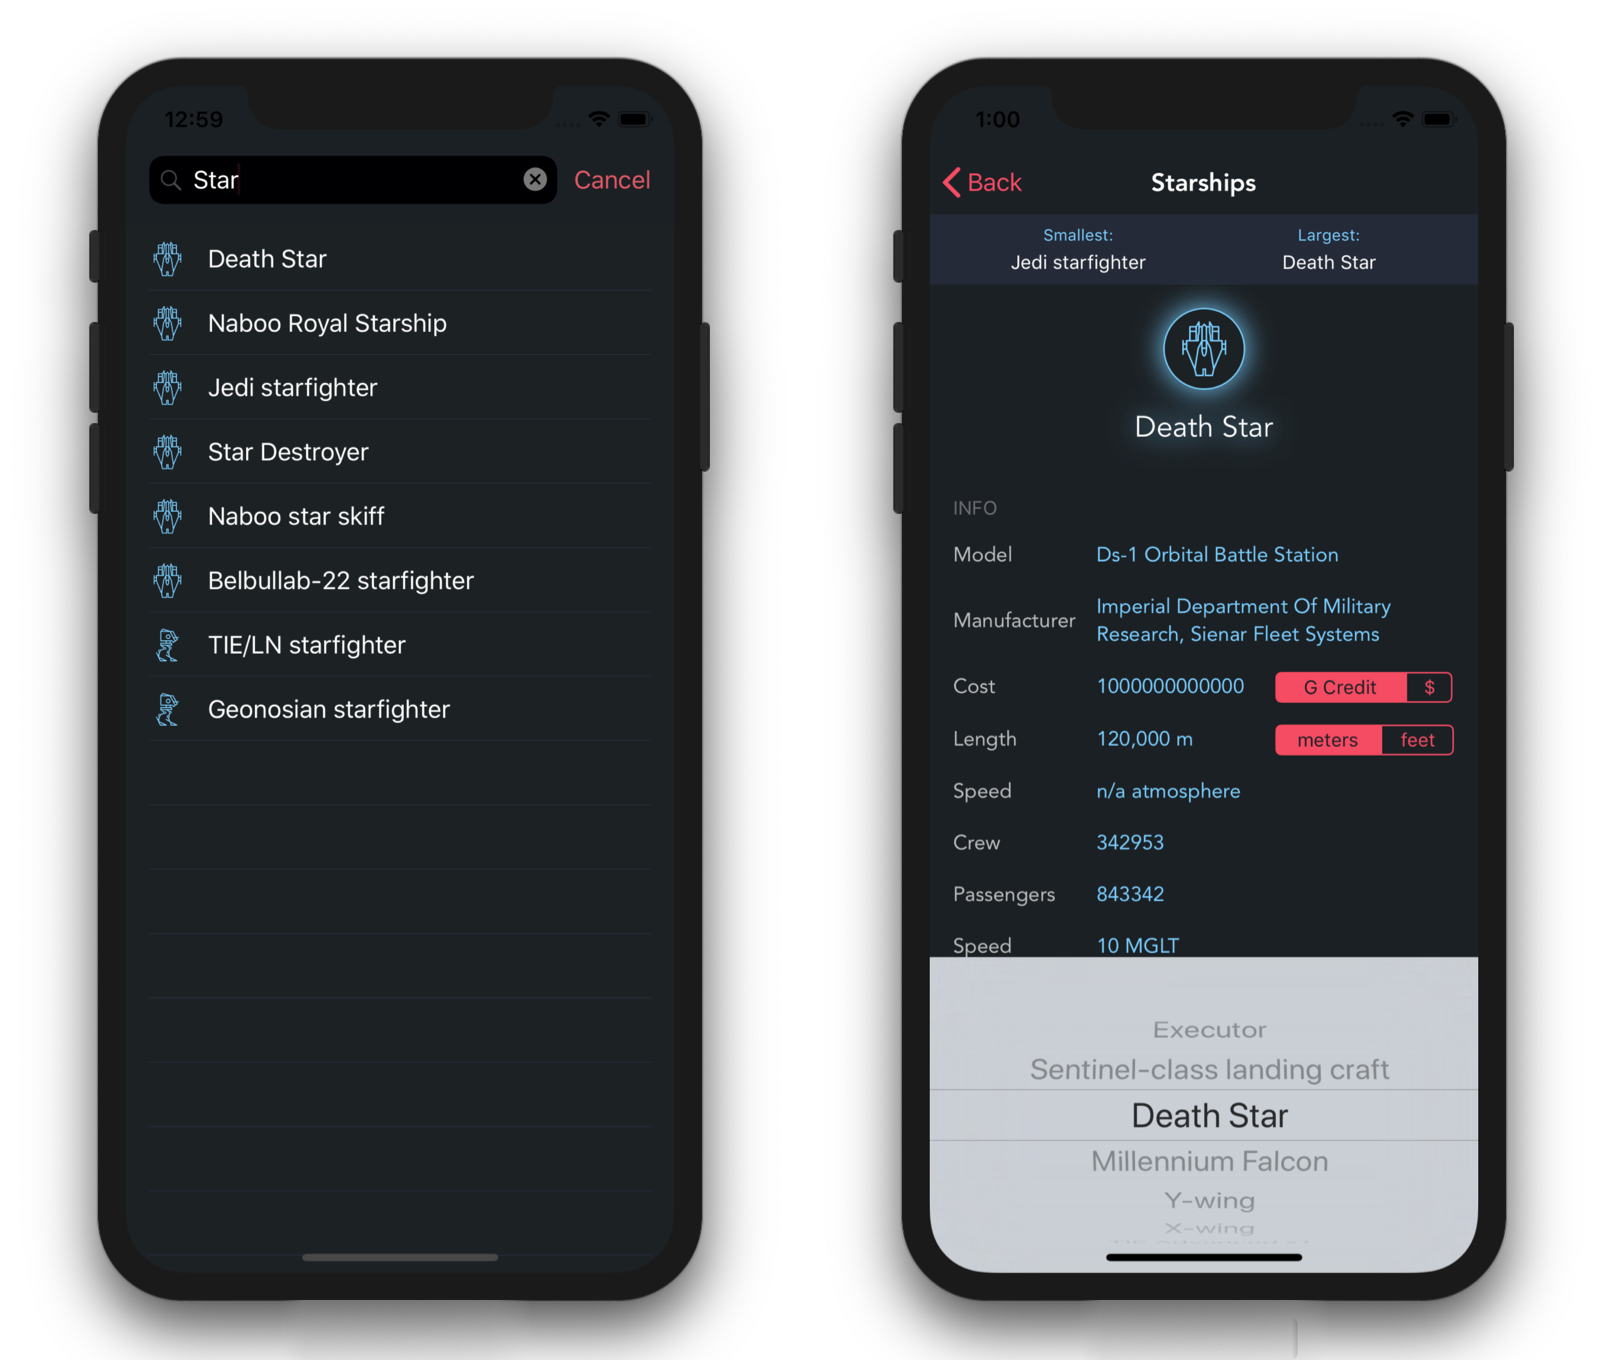 12:59
Star
Cancel
Death Star
Naboo Royal Starship
Jedi starfighter
Star Destroyer
Naboo star skiff
Belbullab-22 starfighter
TIE/LN starfighter
Geonosian starfighter
1:00
Back
Starships
Smallest:
Jedi starfighter
Largest:
Death Star
Death Star
INFO
Model
Ds-1 Orbital Battle Station
Manufacturer
Imperial Department Of Military
Research, Sienar Fleet Systems
Cost
1000000000000
G Credit
$
Length
120,000 m
meters
feet
Speed
n/a atmosphere
Crew
342953
Passengers
843342
Speed
10 MGLT
Executor
Sentinel-class landing craft
Death Star
Millennium Falcon
Y-wing
X-wing